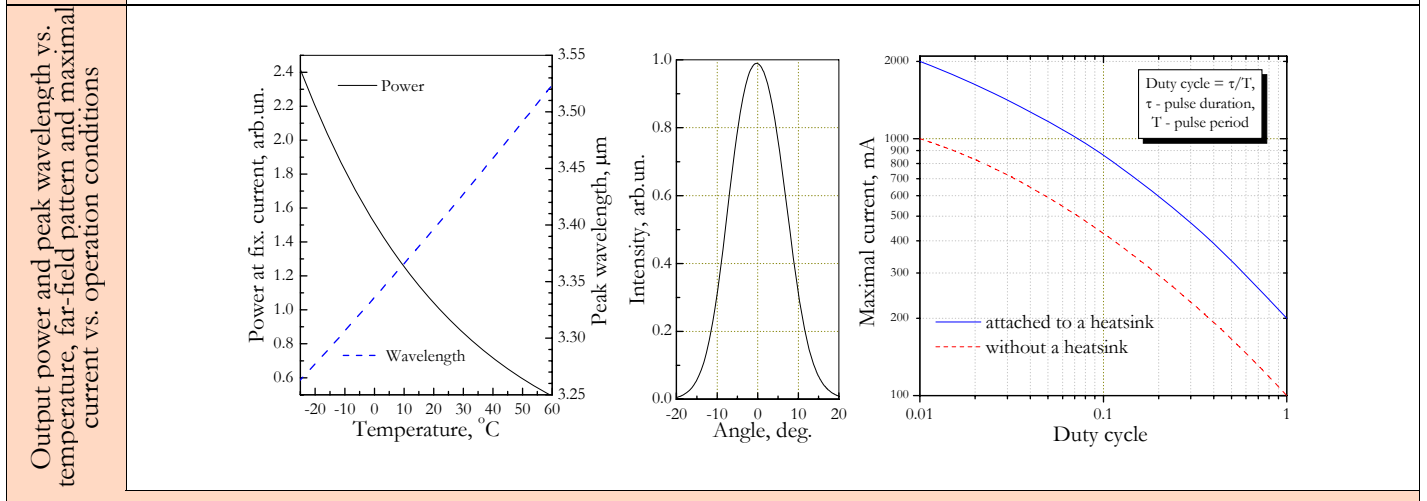 Output power and peak wavelength vs.
temperature, far-field pattern and maximal
current vs. operation conditions
Power at fix. current, arb.un.
2.4
2.2
2.0
1.8
1.6
1.4
1.2
1.0
0.8
0.6
Power
Wavelength
-20 -10 0 10 20 30 40 50 60
Temperature, °C
3.55
3.50
3.45
3.40
3.35
3.30
3.25
Peak wavelength, μm
Intensity, arb.un.
1.0
0.8
0.6
0.4
0.2
0.0
-20 -10 0 10 20
Angle, deg.
Maximal current, mA
2000
1000
900
800
700
600
500
400
300
200
100
Duty cycle = τ/T,
τ - pulse duration,
T - pulse period
attached to a heatsink
without a heatsink
0.01 0.1 1
Duty cycle